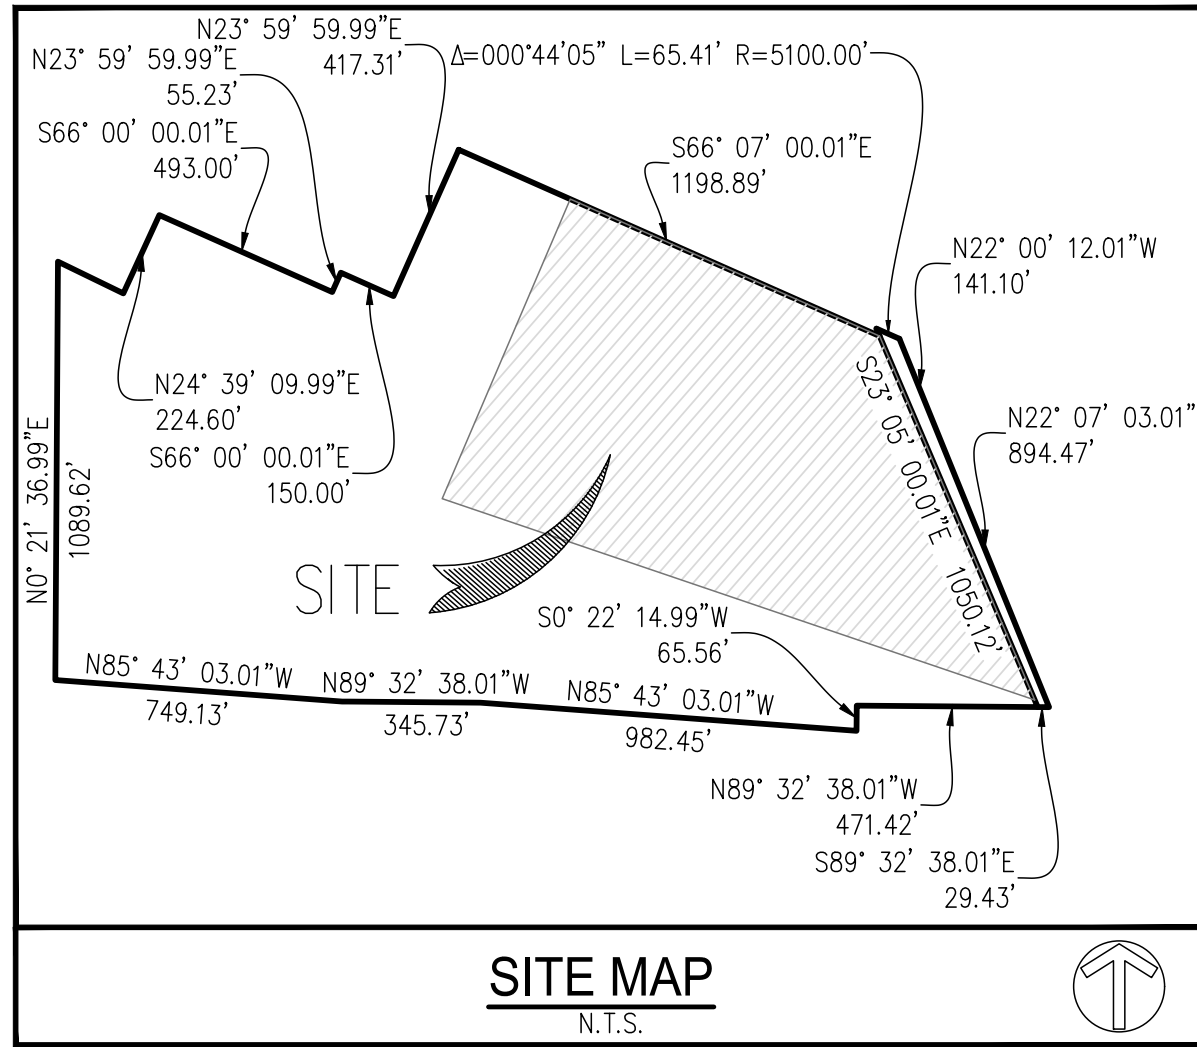 N23° 59' 59.99"E
417.31'
N23° 59' 59.99"E
55.23'
S66° 00' 00.01"E
493.00'
Δ=000°44'05" L=65.41' R=5100.00'
S66° 07' 00.01"E
1198.89'
N22° 00' 12.01"W
141.10'
N24° 39' 09.99"E
224.60'
S66° 00' 00.01"E
150.00'
N22° 07' 03.01"
894.47'
S23° 05' 00.01"E 1050.12'
N0° 21' 36.99"E
1089.62'
SITE
S0° 22' 14.99"W
65.56'
N85° 43' 03.01"W
749.13'
N89° 32' 38.01"W
345.73'
N85° 43' 03.01"W
982.45'
N89° 32' 38.01"W
471.42'
S89° 32' 38.01"E
29.43'
SITE MAP
N.T.S.